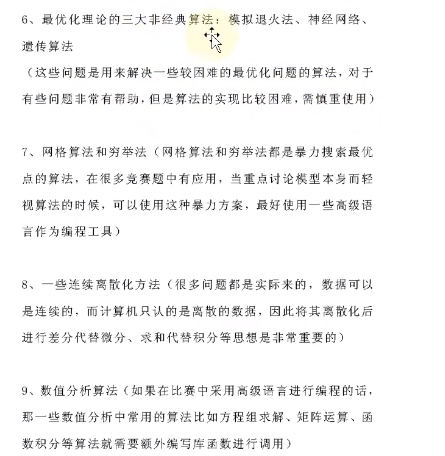 6、最优化理论的三大非经典算法：模拟退火法、神经网络、
遗传算法
（这些问题是用来解决一些较困难的最优化问题的算法，对于
有些问题非常有帮助，但是算法的实现比较困难，需慎重使用）
7、网格算法和穷举法（网格算法和穷举法都是暴力搜索最优
点的算法，在很多竞赛题中有应用，当重点讨论模型本身而轻
视算法的时候，可以使用这种暴力方案，最好使用一些高级语
言作为编程工具）
8、一些连续离散化方法（很多问题都是实际来的，数据可以
是连续的，而计算机只认的是离散的数据，因此将其离散化后
进行差分代替微分、求和代替积分等思想是非常重要的）
9、数值分析算法（如果在比赛中采用高级语言进行编程的话，
那一些数值分析中常用的算法比如方程组求解、矩阵运算、函
数积分等算法就需要额外编写库函数进行调用）